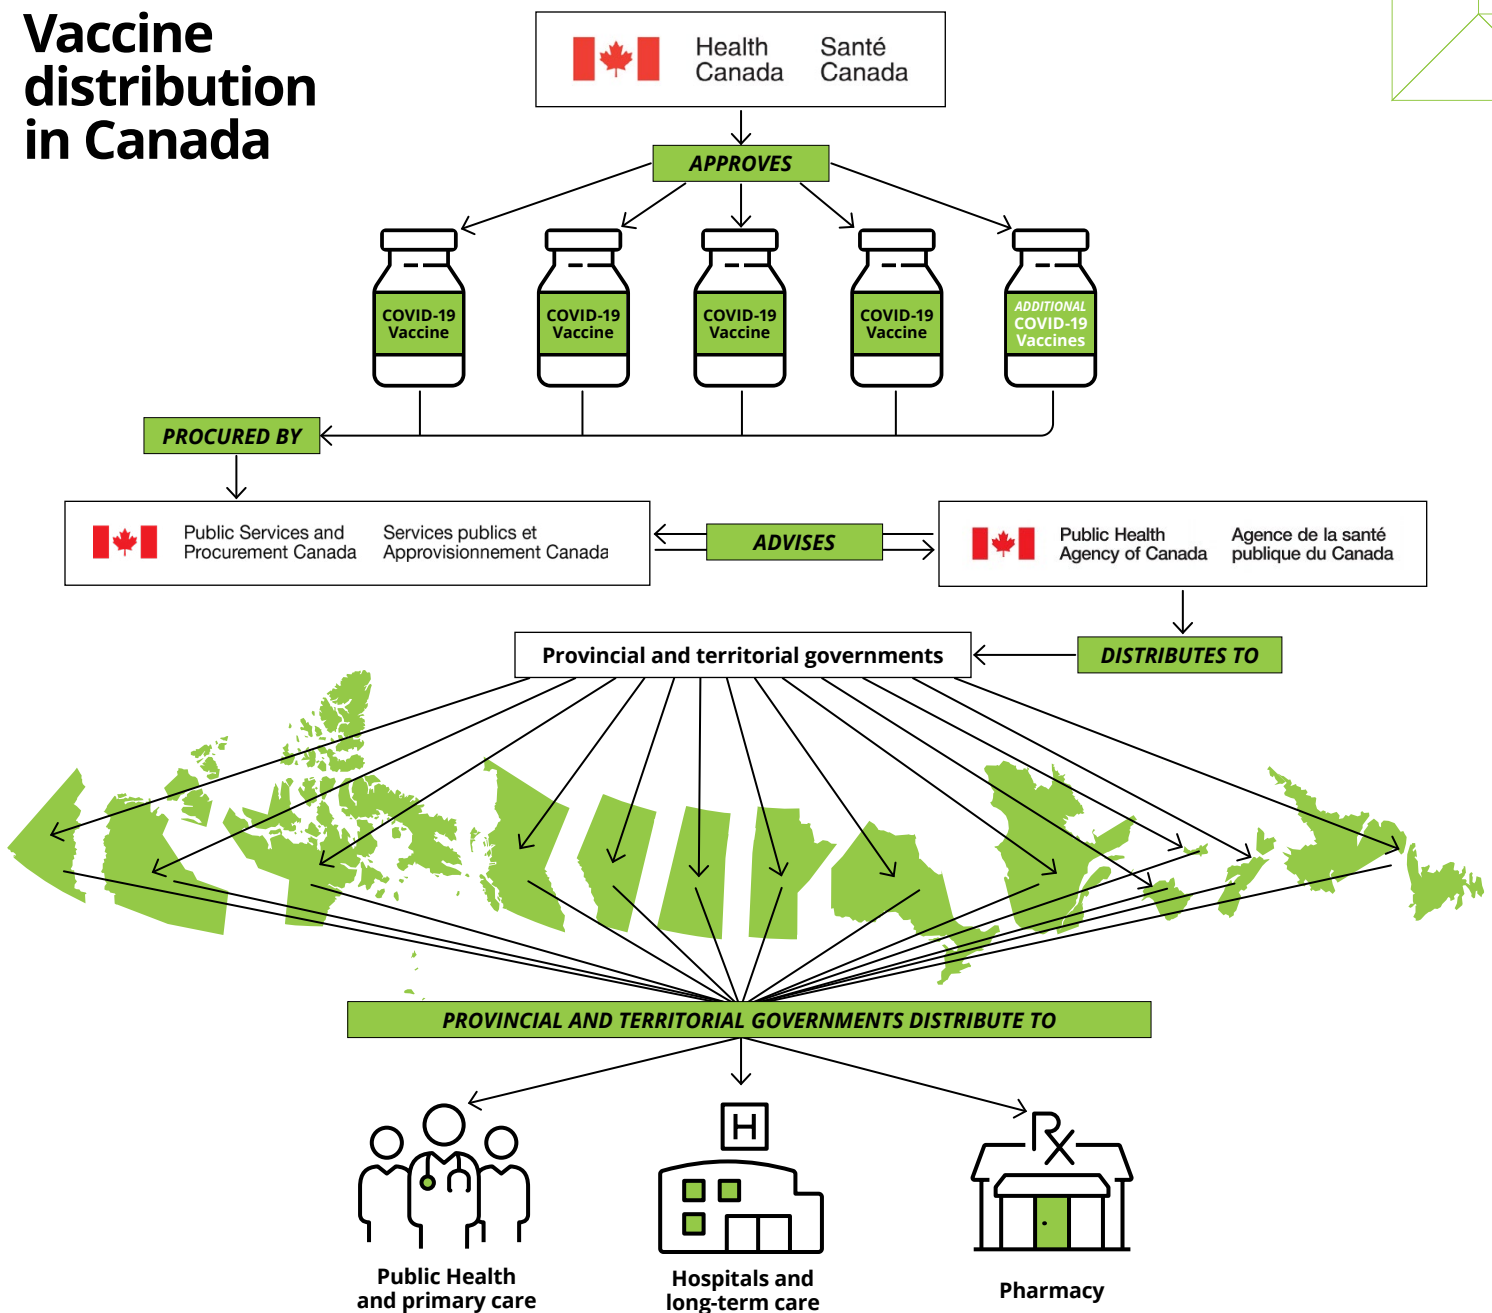 Vaccine
distribution
in Canada
Health
Canada
Santé
Canada
APPROVES
COVID-19
Vaccine
COVID-19
Vaccine
COVID-19
Vaccine
COVID-19
Vaccine
ADDITIONAL
COVID-19
Vaccines
PROCURED BY
Public Services and
Procurement Canada
Services publics et
Approvisionnement Canada
ADVISES
Public Health
Agency of Canada
Agence de la santé
publique du Canada
DISTRIBUTES TO
Provincial and territorial governments
PROVINCIAL AND TERRITORIAL GOVERNMENTS DISTRIBUTE TO
H
Rx
Public Health
and primary care
Hospitals and
long-term care
Pharmacy